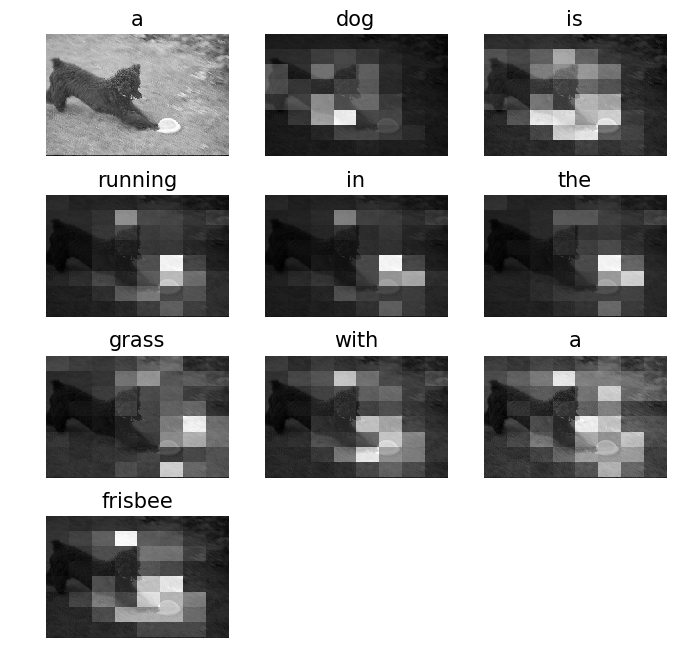 a dog is
running in the
grass with a
frisbee